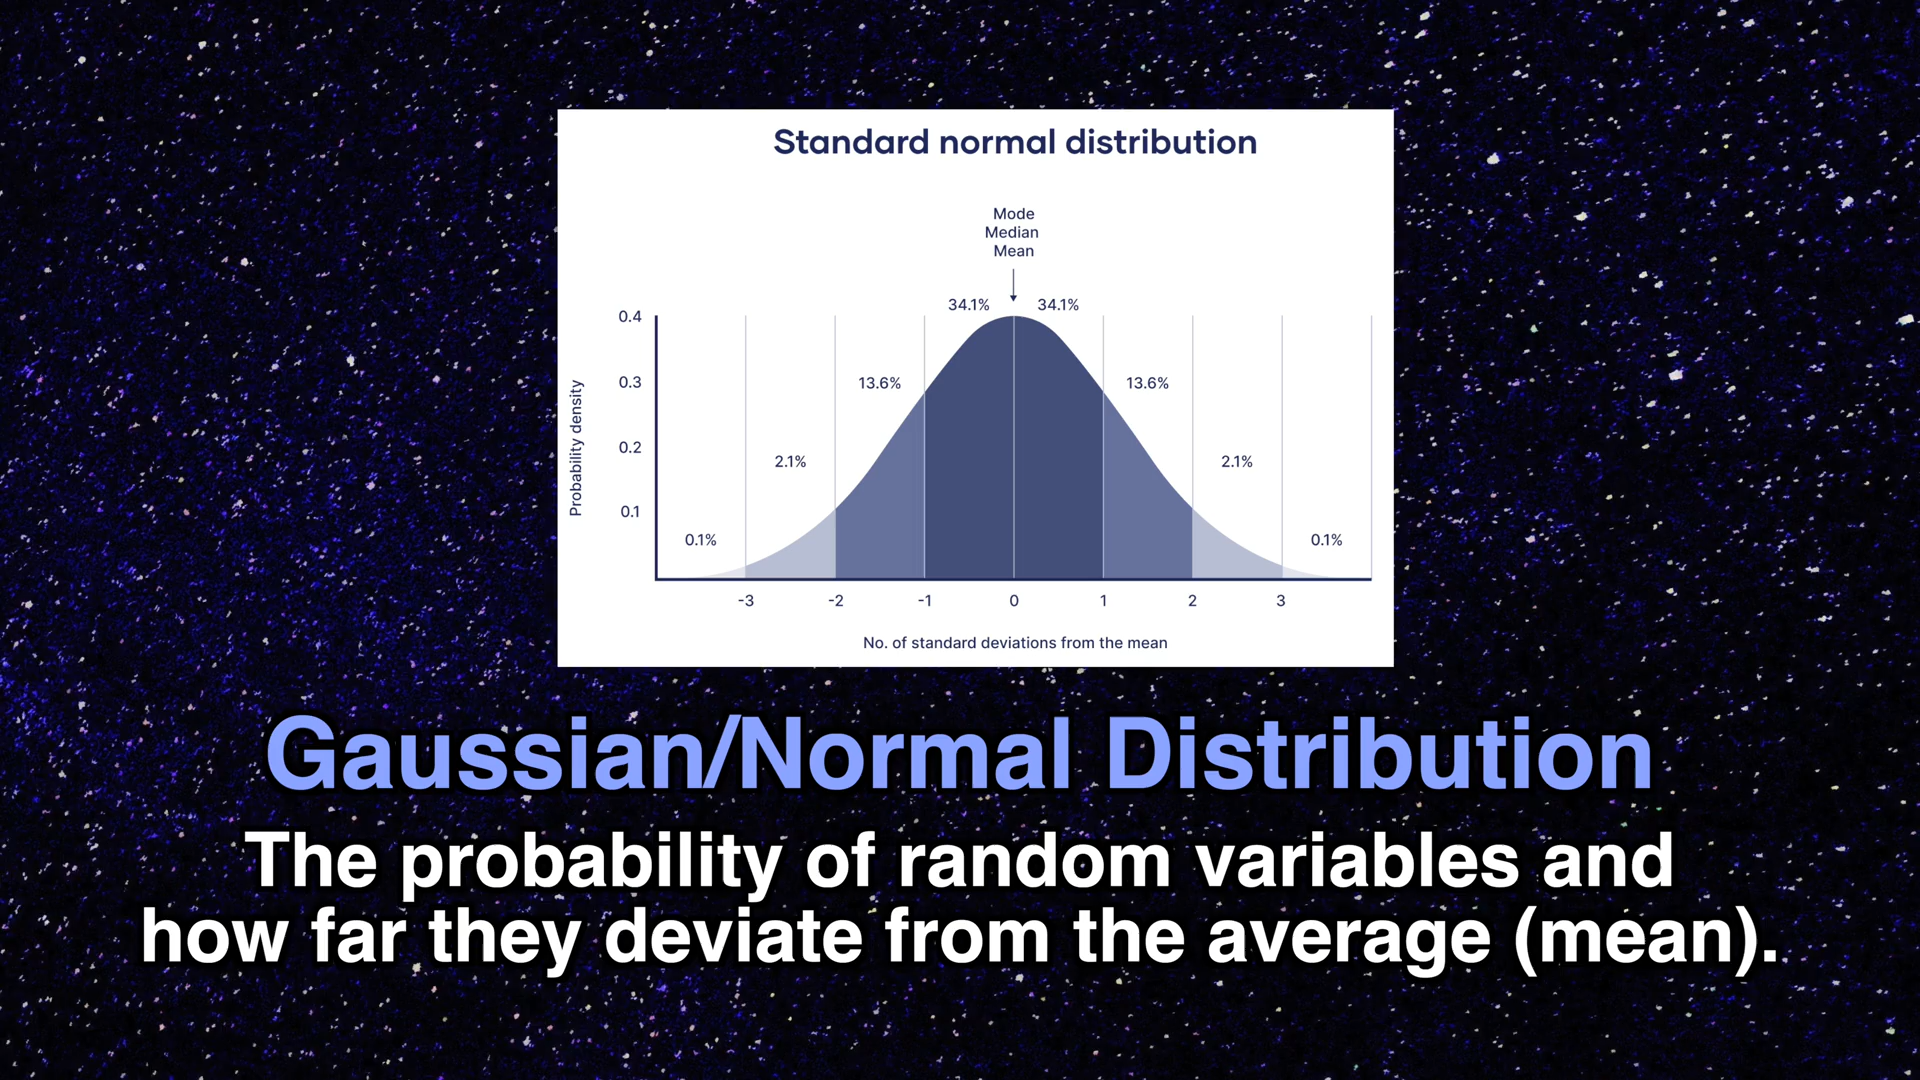 Standard normal distribution
Mode
Median
Mean
34.1% 34.1%
0.4
0.3
13.6% 13.6%
0.2
2.1% 2.1%
0.1
0.1% 0.1%
Probability density
-3 -2 -1 0 1 2 3
No. of standard deviations from the mean
Gaussian/Normal Distribution
The probability of random variables and
how far they deviate from the average (mean).